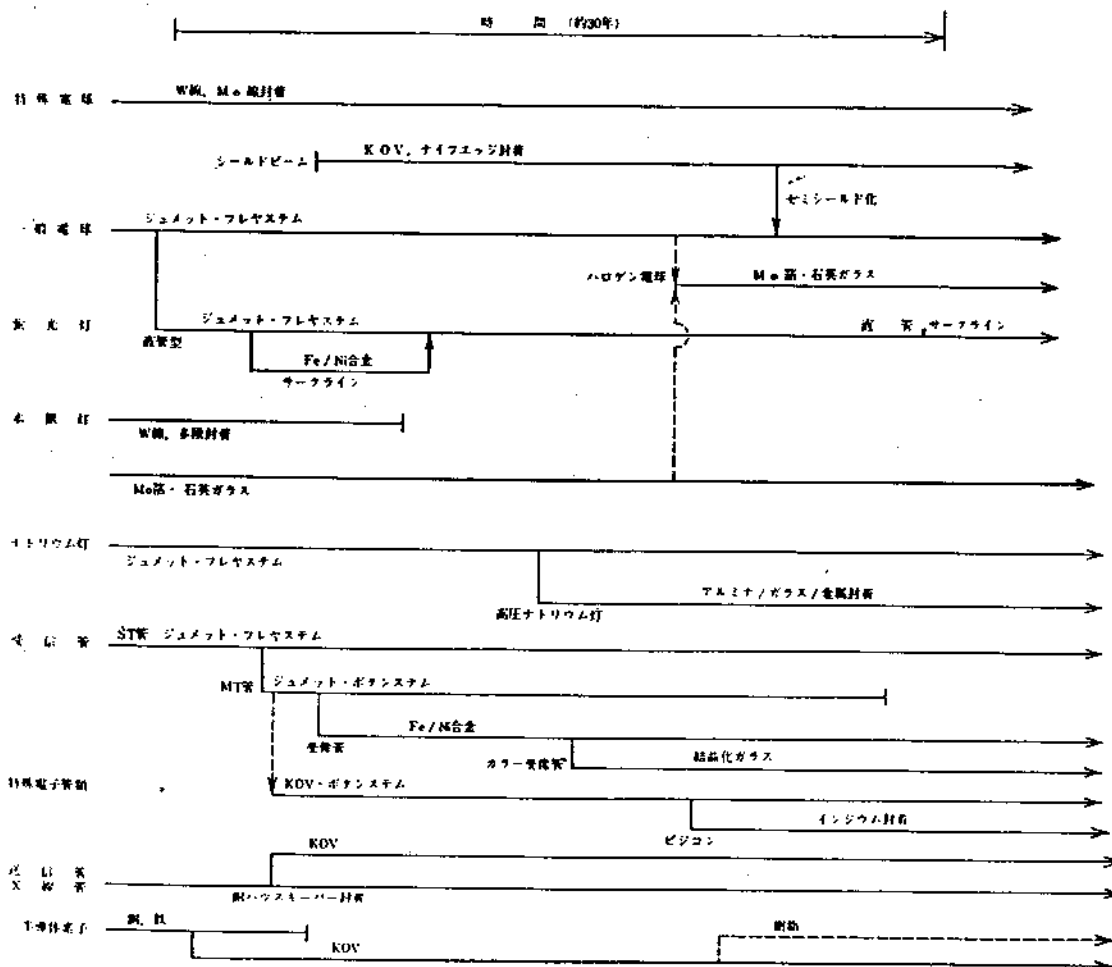 時間 (約30年)
特殊電球
W線, Mo線封着
シールドビーム
KOV, ナイフエッジ封着
セミシールド化
一般電球
ジュメット・フレヤステム
ハロゲン電球
Mo箔・石英ガラス
蛍光灯
ジュメット・フレヤステム
直管, サークライン
直管型
Fe/Ni合金
サークライン
水銀灯
W線, 多段封着
Mo箔・石英ガラス
ナトリウム灯
ジュメット・フレヤステム
アルミナ/ガラス/金属封着
高圧ナトリウム灯
受信管
ST管 ジュメット・フレヤステム
MT管
ジュメット・ボタンステム
Fe/Ni合金
受像管
カラー受像管
結晶化ガラス
特殊電子管類
KOV・ボタンステム
インジウム封着
ビジコン
KOV
送信管
X線管
銅ハウスキーパー封着
半導体素子
銅, 鉄
樹脂
KOV